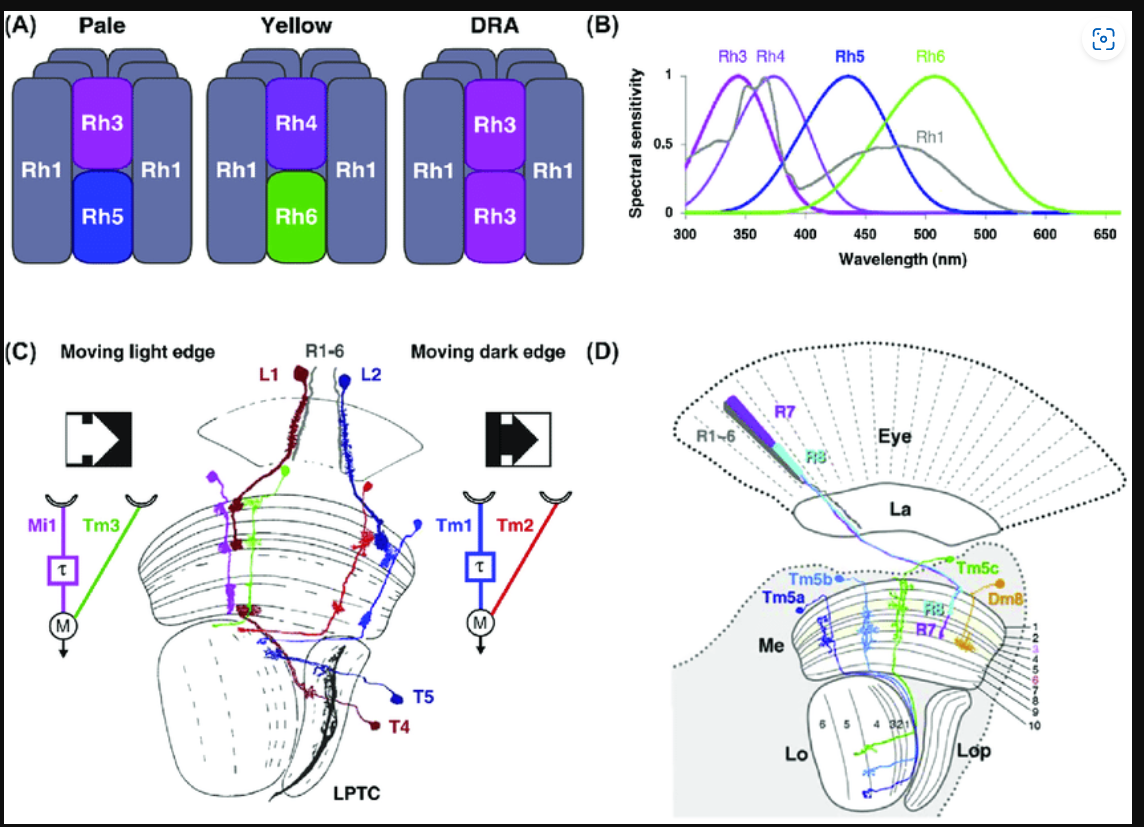 (A) Pale Yellow DRA
Rh3 Rh4 Rh3
Rh1 Rh1 Rh1 Rh1 Rh1 Rh1
Rh5 Rh6 Rh3
(B)
Rh3 Rh4 Rh5 Rh6
Rh1
Spectral sensitivity
1
0.5
0
300 350 400 450 500 550 600 650
Wavelength (nm)
(C) Moving light edge R1-6 Moving dark edge
L1 L2
Mi1 Tm3 Tm1 Tm2
τ τ
M M
T5
T4
LPTC
(D)
R7
R1-6
R8
Eye
La
Tm5c
Tm5b
Tm5a
Dm8
R8
R7
Me
1
2
3
4
5
6
7
8
9
10
6 5 4 3 2 1
Lo Lop